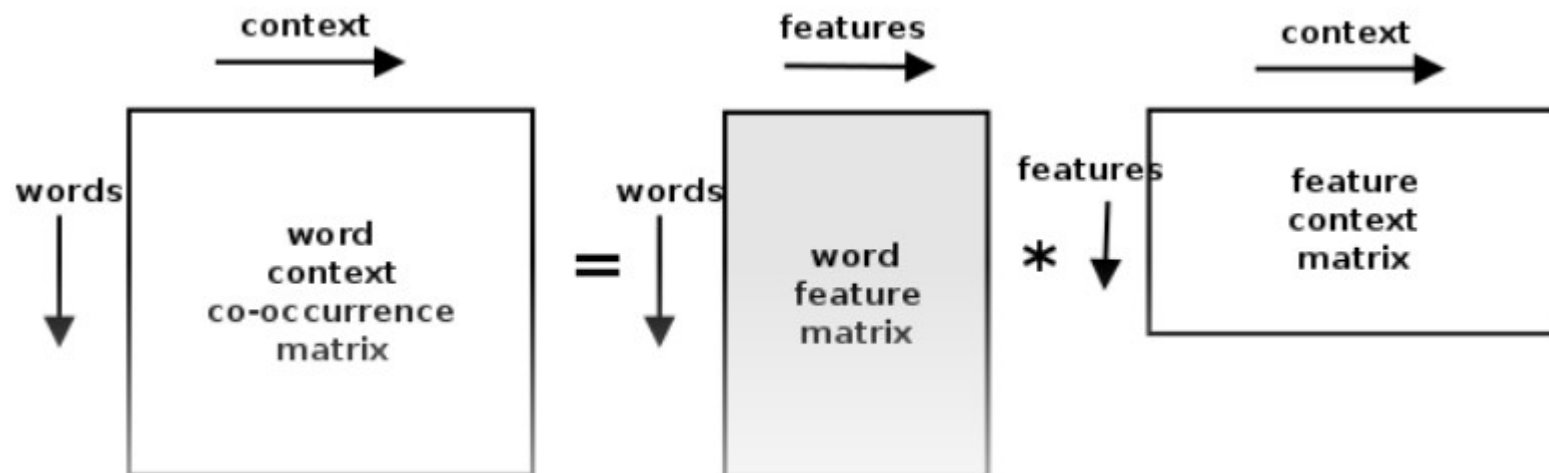 context
features
context
words
word
context
co-occurrence
matrix
=
words
word
feature
matrix
*
features
feature
context
matrix